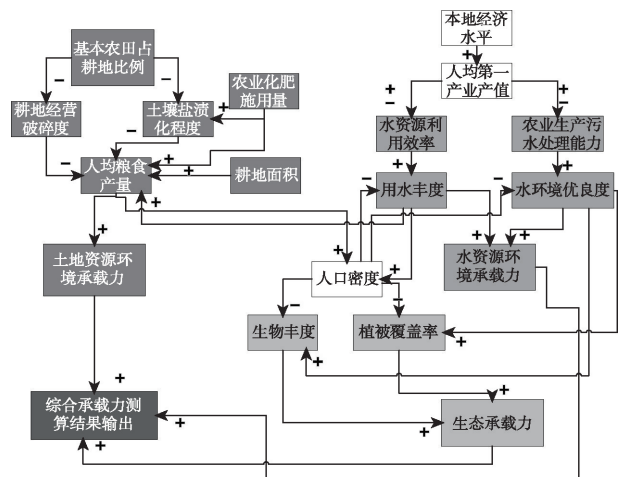 本地经济
水平
基本农田占
耕地比例
人均第一
产业产值
农业化肥
施用量
耕地经营
破碎度
土壤盐渍
化程度
水资源利
用效率
农业生产污
水处理能力
人均粮食
产量
耕地面积
用水丰度
水环境优良度
土地资源环
境承载力
人口密度
水资源环
境承载力
生物丰度
植被覆盖率
综合承载力测
算结果输出
生态承载力